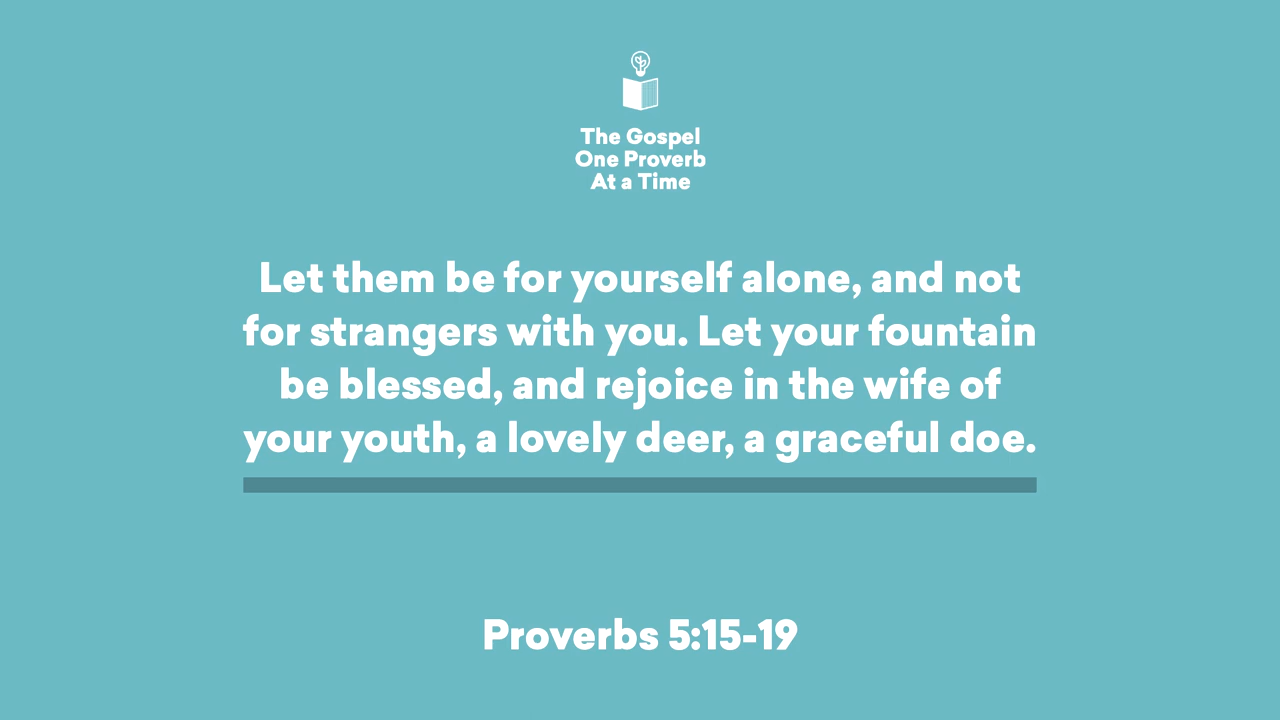 The Gospel
One Proverb
At a Time
Let them be for yourself alone, and not
for strangers with you. Let your fountain
be blessed, and rejoice in the wife of
your youth, a lovely deer, a graceful doe.
Proverbs 5:15-19